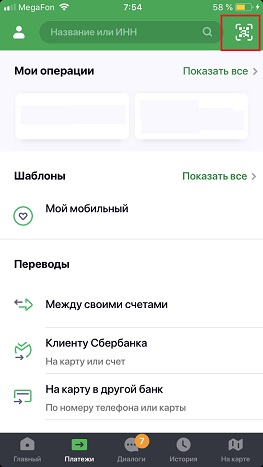 MegaFon 7:54 58 %
Название или ИНН
Мои операции Показать все
Шаблоны Показать все
Мой мобильный
Переводы
Между своими счетами
Клиенту Сбербанка
На карту или счет
На карту в другой банк
По номеру телефона или карты
7
Главный Платежи Диалоги История На карте